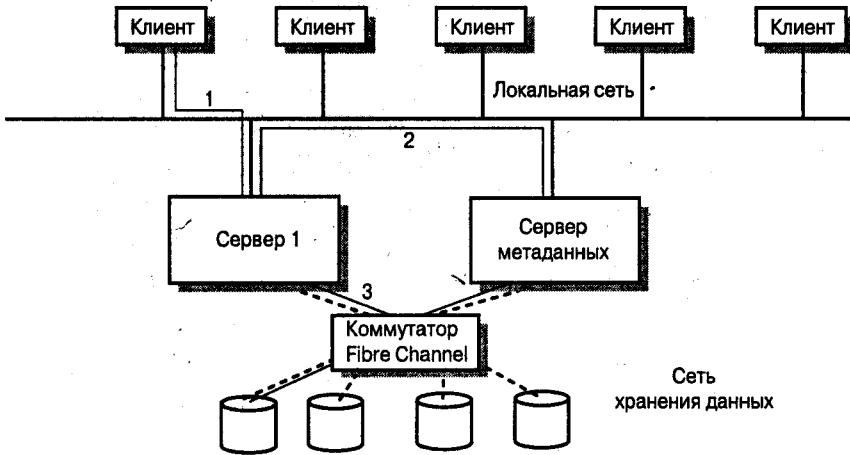 Клиент
Клиент
Клиент
Клиент
Клиент
1
Локальная сеть
2
Сервер 1
Сервер
метаданных
3
Коммутатор
Fibre Channel
Сеть
хранения данных